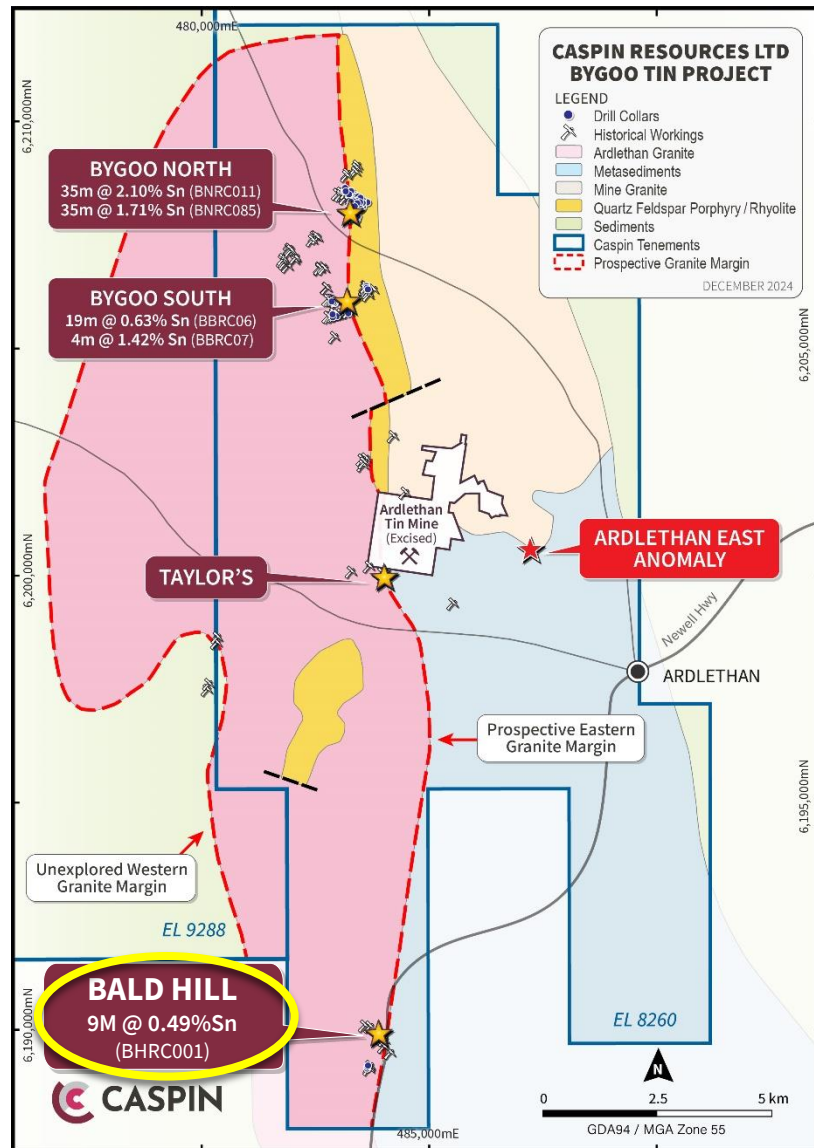 480,000mE
CASPIN RESOURCES LTD
BYGOO TIN PROJECT
LEGEND
Drill Collars
Historical Workings
Ardlethan Granite
Metasediments
Mine Granite
Quartz Feldspar Porphyry / Rhyolite
Sediments
Caspin Tenements
Prospective Granite Margin
DECEMBER 2024
6,210,000mN
BYGOO NORTH
35m @ 2.10% Sn (BNRC011)
35m @ 1.71% Sn (BNRC085)
BYGOO SOUTH
19m @ 0.63% Sn (BBRC06)
4m @ 1.42% Sn (BBRC07)
6,205,000mN
Ardlethan
Tin Mine
(Excised)
ARDLETHAN EAST
ANOMALY
TAYLOR'S
6,200,000mN
Newell Hwy
ARDLETHAN
Prospective Eastern
Granite Margin
6,195,000mN
Unexplored Western
Granite Margin
EL 9288
BALD HILL
9M @ 0.49%Sn
(BHRC001)
6,190,000mN
EL 8260
N
CASPIN
0 2.5 5 km
GDA94 / MGA Zone 55
485,000mE